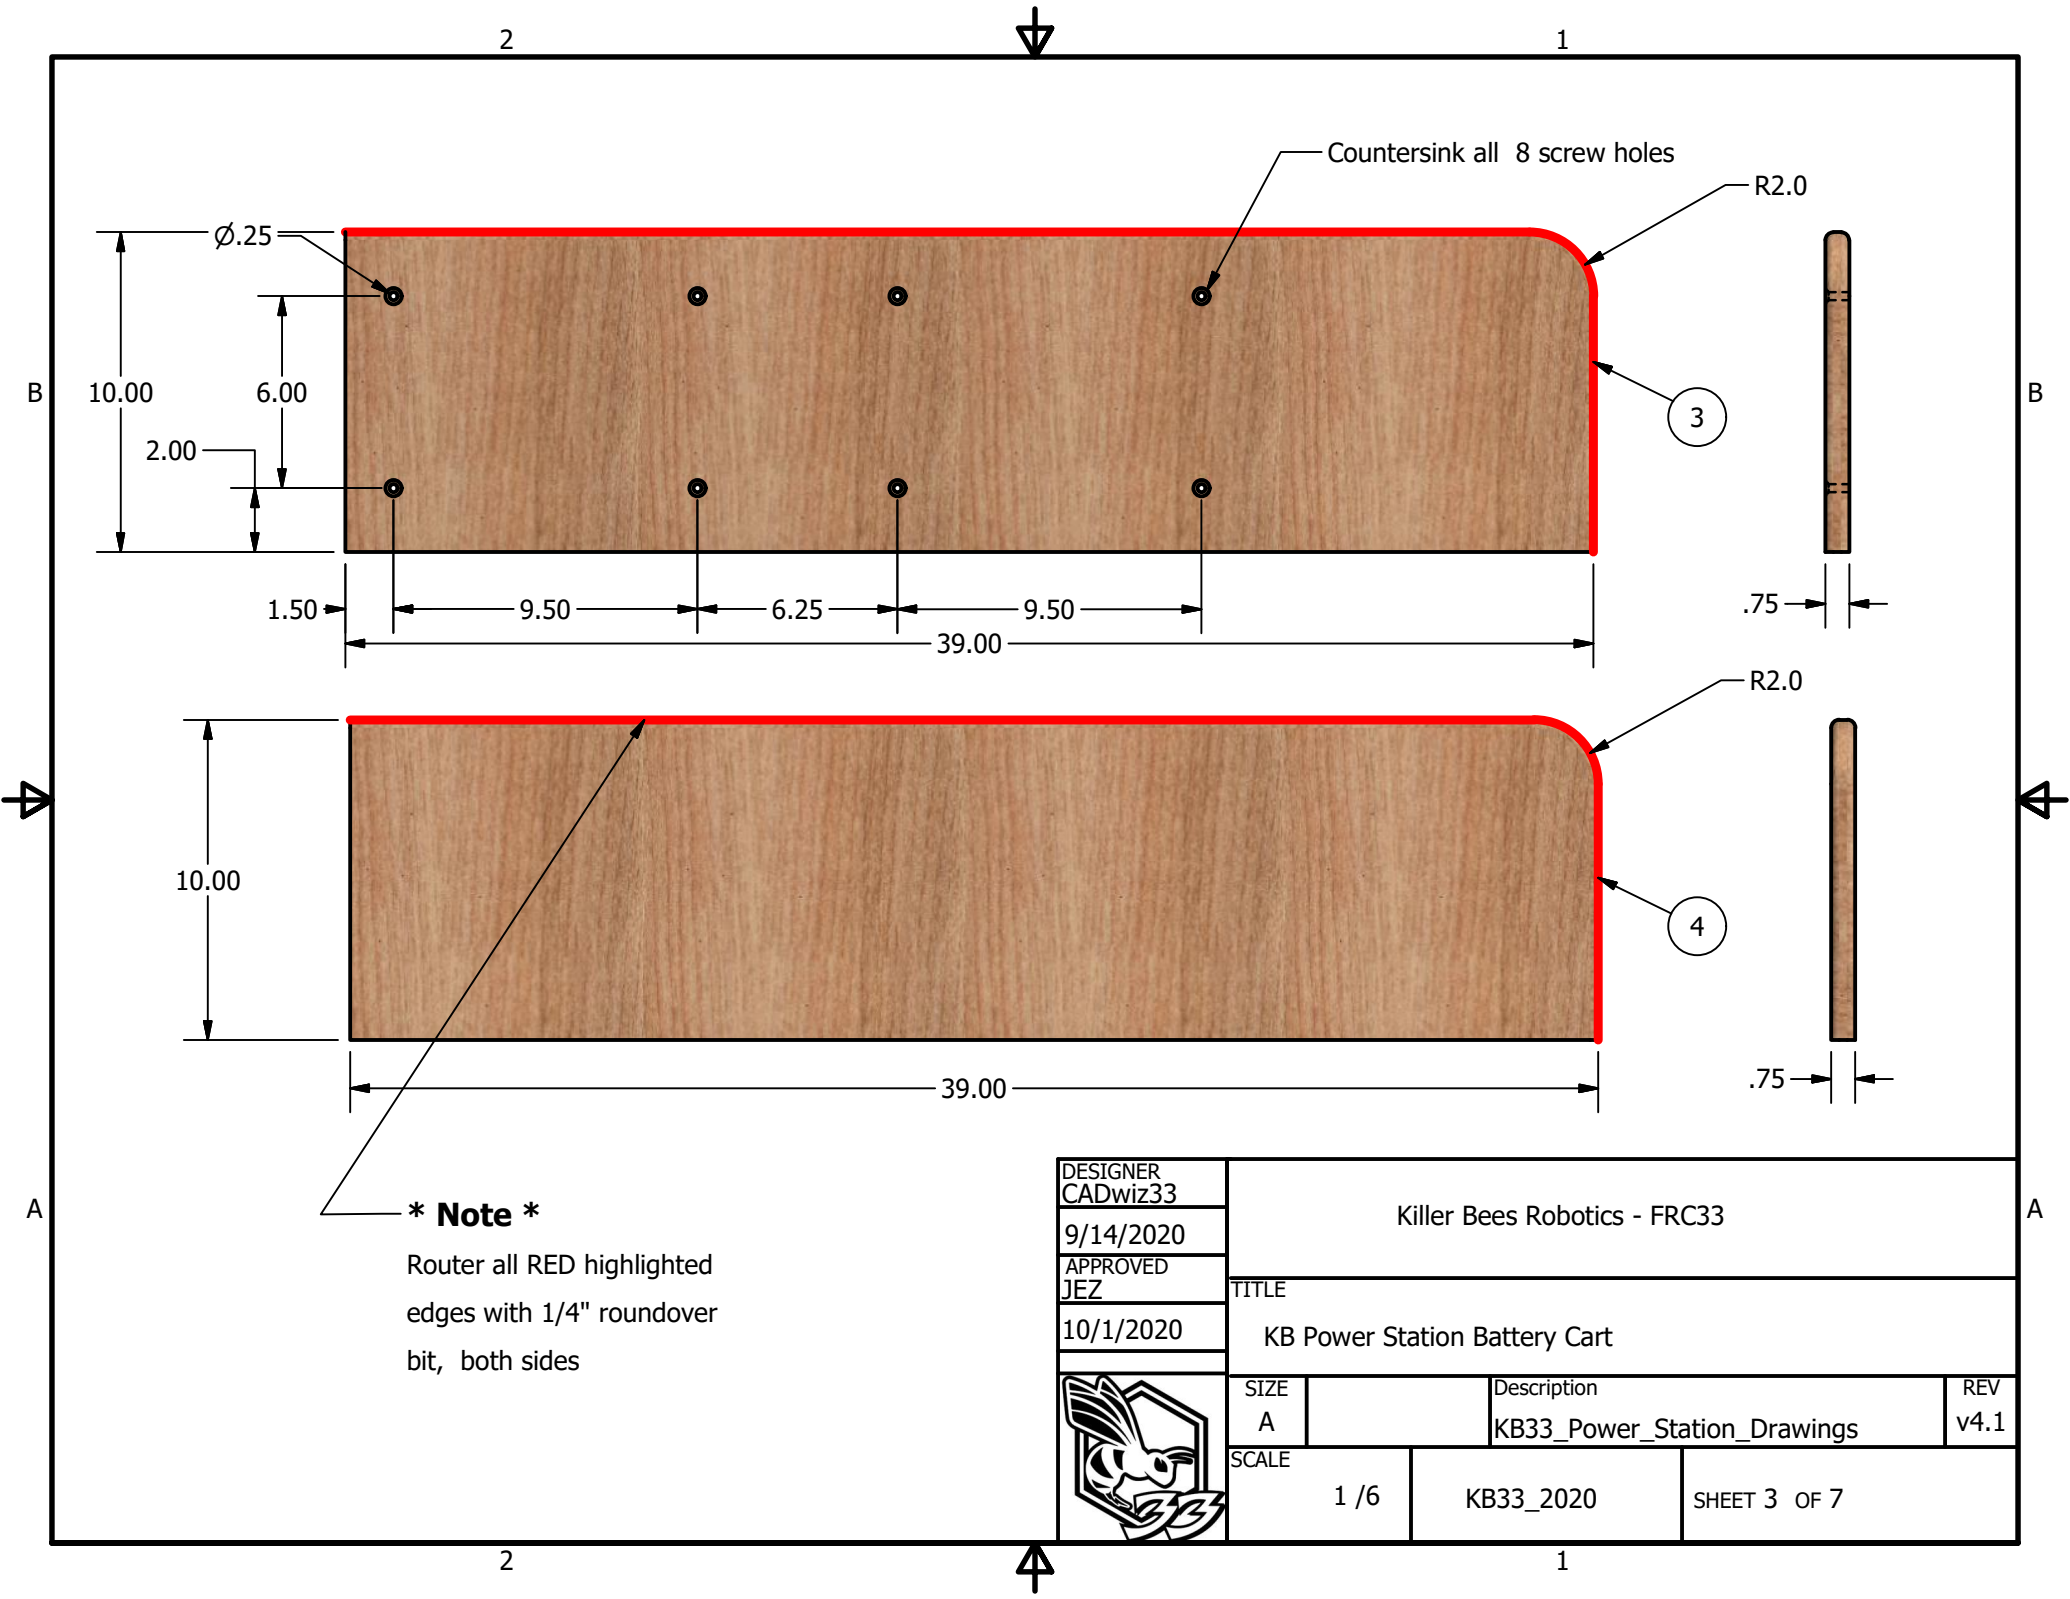 2
1
Countersink all  8 screw holes
R2.0
Ø.25
B
10.00
6.00
3
B
2.00
1.50
9.50
6.25
9.50
.75
39.00
R2.0
10.00
4
39.00
.75
* Note *
Router all RED highlighted
edges with 1/4" roundover
bit,  both sides
A
A
DESIGNER
CADwiz33
9/14/2020
APPROVED
JEZ
10/1/2020
Killer Bees Robotics - FRC33
TITLE
KB Power Station Battery Cart
SIZE
A
Description
KB33_Power_Station_Drawings
REV
v4.1
SCALE
1 /6
KB33_2020
SHEET 3  OF 7
33
2
1